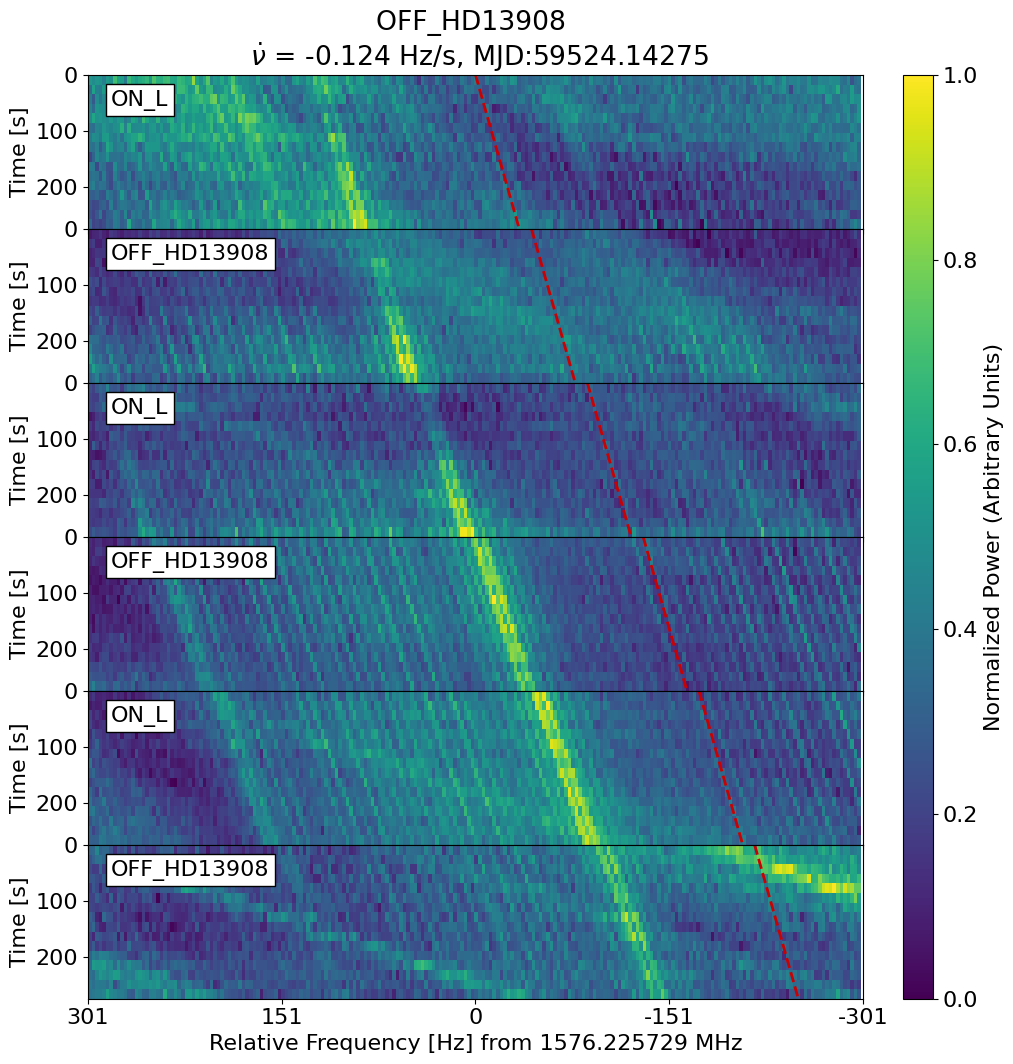 OFF_HD13908
ν̇ = -0.124 Hz/s, MJD:59524.14275
0
ON_L
100
200
Time [s]
0
OFF_HD13908
100
200
Time [s]
0
ON_L
100
200
Time [s]
0
OFF_HD13908
100
200
Time [s]
0
ON_L
100
200
Time [s]
0
OFF_HD13908
100
200
Time [s]
301 151 0 -151 -301
Relative Frequency [Hz] from 1576.225729 MHz
1.0
0.8
0.6
0.4
0.2
0.0
Normalized Power (Arbitrary Units)